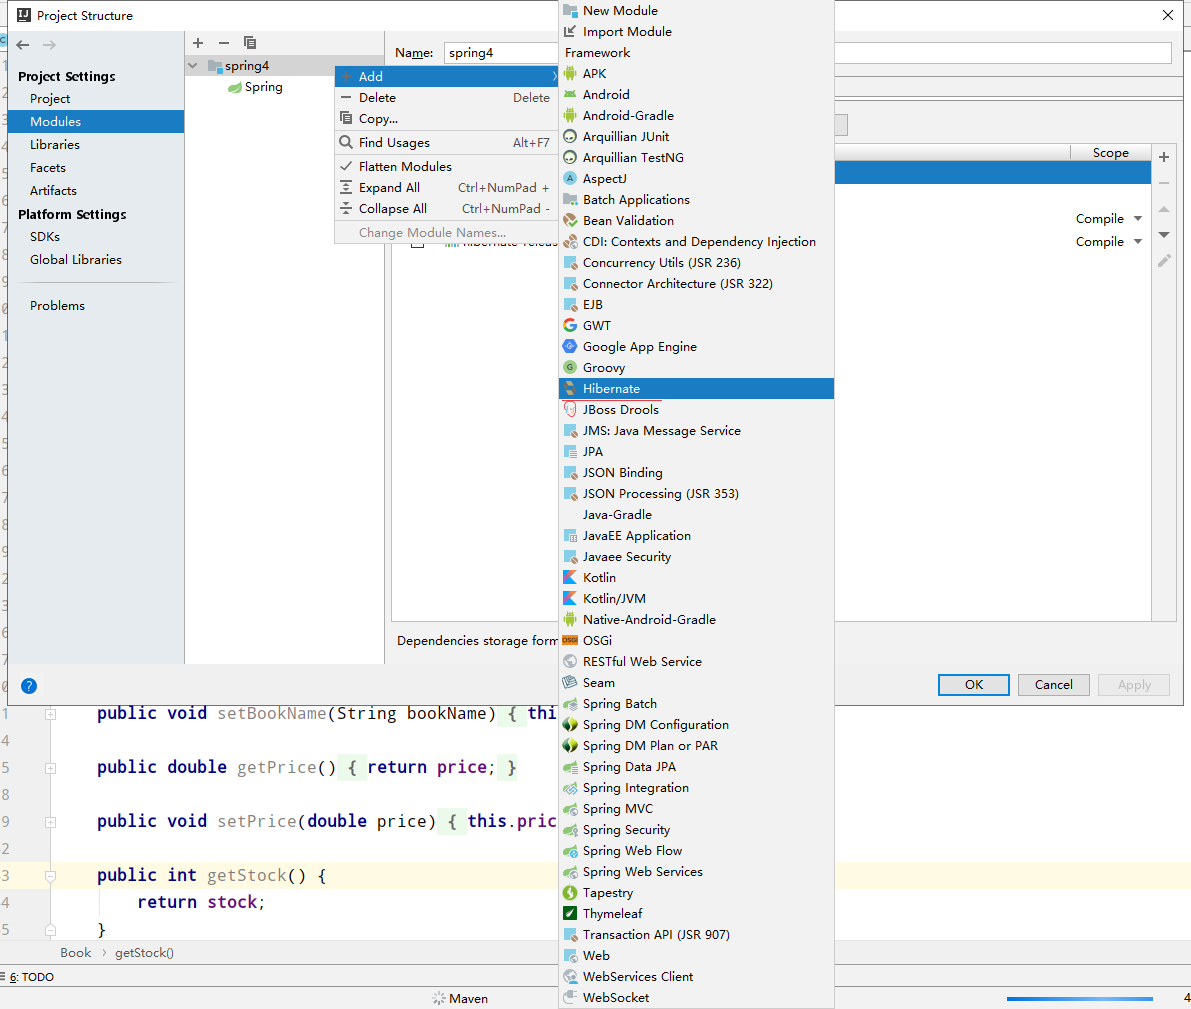 Project Structure
Project Settings
Project
Modules
Libraries
Facets
Artifacts
Platform Settings
SDKs
Global Libraries
Problems
spring4
Spring
Name: spring4
Add
Delete Delete
Copy...
Find Usages Alt+F7
Flatten Modules
Expand All Ctrl+NumPad +
Collapse All Ctrl+NumPad -
Change Module Names...
New Module
Import Module
Framework
APK
Android
Android-Gradle
Arquillian JUnit
Arquillian TestNG
AspectJ
Batch Applications
Bean Validation
CDI: Contexts and Dependency Injection
Concurrency Utils (JSR 236)
Connector Architecture (JSR 322)
EJB
GWT
Google App Engine
Groovy
Hibernate
JBoss Drools
JMS: Java Message Service
JPA
JSON Binding
JSON Processing (JSR 353)
Java-Gradle
JavaEE Application
Javaee Security
Kotlin
Kotlin/JVM
Native-Android-Gradle
OSGi
RESTful Web Service
Seam
Spring Batch
Spring DM Configuration
Spring DM Plan or PAR
Spring Data JPA
Spring Integration
Spring MVC
Spring Security
Spring Web Flow
Spring Web Services
Tapestry
Thymeleaf
Transaction API (JSR 907)
Web
WebServices Client
WebSocket
Scope
Compile
Compile
Dependencies storage form
OK
Cancel
Apply
public void setBookName(String bookName) { thi
public double getPrice() { return price; }
public void setPrice(double price) { this.pric
public int getStock() {
return stock;
}
Book > getStock()
6: TODO
Maven
4